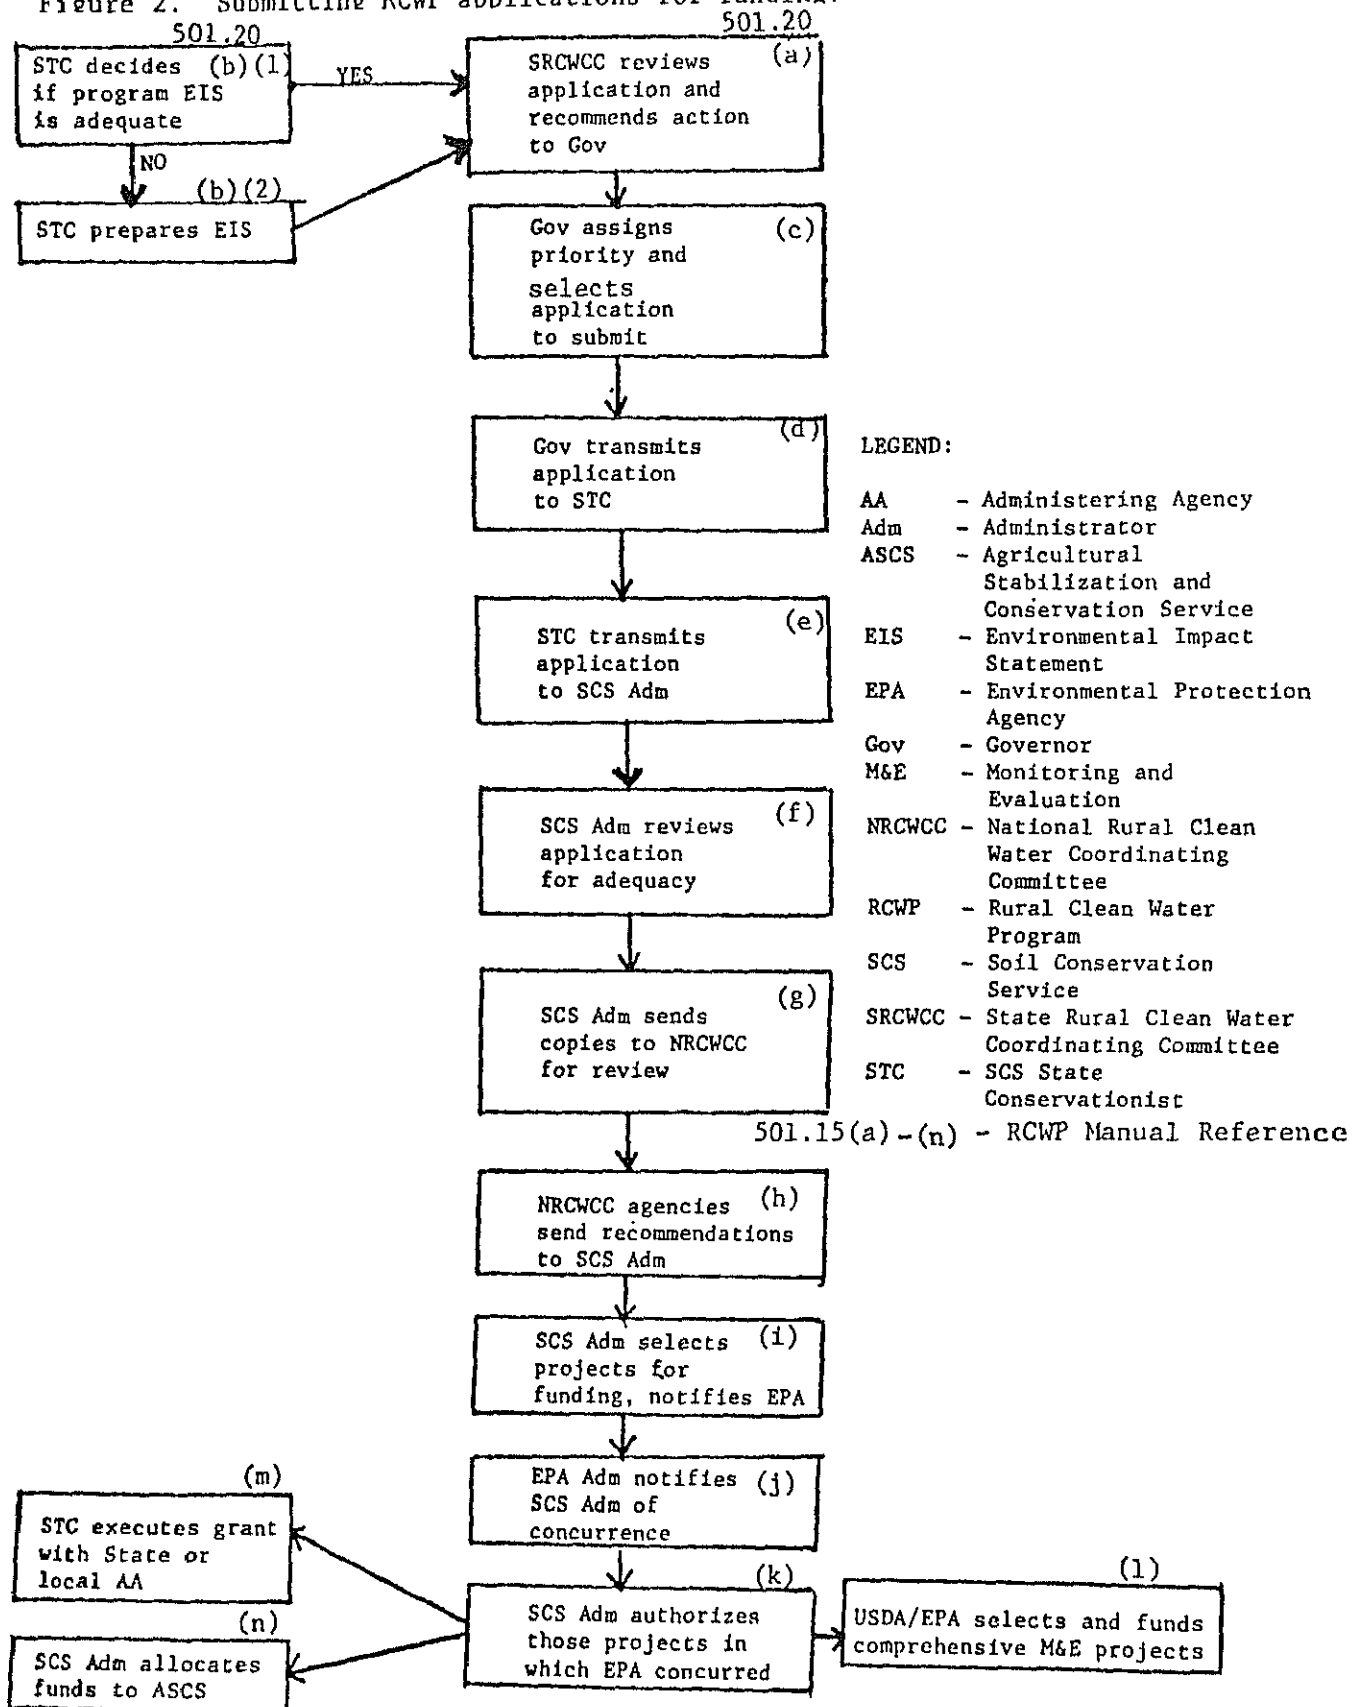 Figure 2. Submitting RCWP applications for funding.
501.20
501.20
STC decides (b)(1)
if program EIS
is adequate
YES
SRCWCC reviews (a)
application and
recommends action
to Gov
NO
(b)(2)
STC prepares EIS
Gov assigns (c)
priority and
selects
application
to submit
(d)
Gov transmits
application
to STC
(e)
STC transmits
application
to SCS Adm
(f)
SCS Adm reviews
application
for adequacy
(g)
SCS Adm sends
copies to NRCWCC
for review
LEGEND:
AA - Administering Agency
Adm - Administrator
ASCS - Agricultural
Stabilization and
Conservation Service
EIS - Environmental Impact
Statement
EPA - Environmental Protection
Agency
Gov - Governor
M&E - Monitoring and
Evaluation
NRCWCC - National Rural Clean
Water Coordinating
Committee
RCWP - Rural Clean Water
Program
SCS - Soil Conservation
Service
SRCWCC - State Rural Clean Water
Coordinating Committee
STC - SCS State
Conservationist
501.15(a)-(n) - RCWP Manual Reference
NRCWCC agencies (h)
send recommendations
to SCS Adm
SCS Adm selects (i)
projects for
funding, notifies EPA
EPA Adm notifies (j)
SCS Adm of
concurrence
(k)
SCS Adm authorizes
those projects in
which EPA concurred
(l)
USDA/EPA selects and funds
comprehensive M&E projects
(m)
STC executes grant
with State or
local AA
(n)
SCS Adm allocates
funds to ASCS